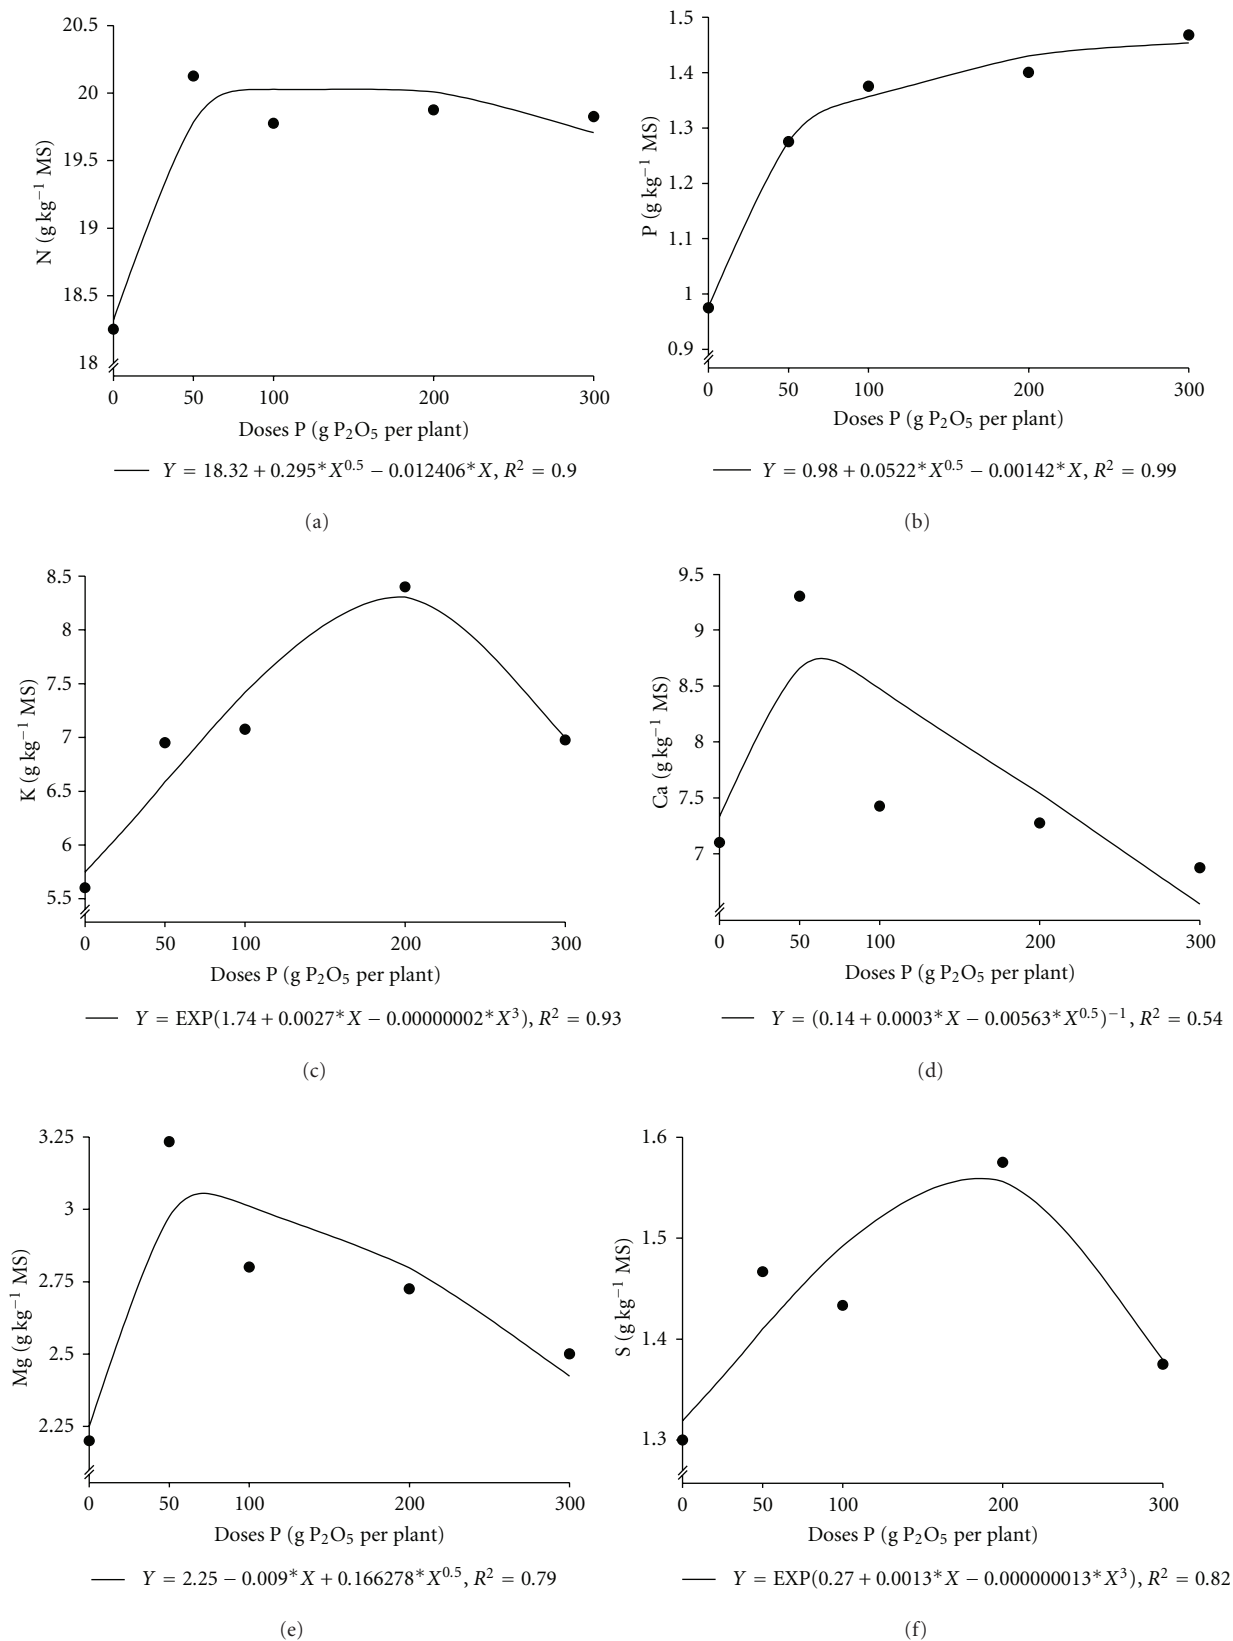 20.5
20
19.5
19
18.5
18
N (g kg⁻¹ MS)
0 50 100 200 300
Doses P (g P₂O₅ per plant)
Y = 18.32 + 0.295* X^0.5 − 0.012406* X, R² = 0.9
(a)
1.5
1.4
1.3
1.2
1.1
1
0.9
P (g kg⁻¹ MS)
0 50 100 200 300
Doses P (g P₂O₅ per plant)
Y = 0.98 + 0.0522* X^0.5 − 0.00142* X, R² = 0.99
(b)
8.5
8
7.5
7
6.5
6
5.5
K (g kg⁻¹ MS)
0 50 100 200 300
Doses P (g P₂O₅ per plant)
Y = EXP(1.74 + 0.0027* X − 0.00000002* X³), R² = 0.93
(c)
9.5
9
8.5
8
7.5
7
Ca (g kg⁻¹ MS)
0 50 100 200 300
Doses P (g P₂O₅ per plant)
Y = (0.14 + 0.0003* X − 0.00563* X^0.5)⁻¹, R² = 0.54
(d)
3.25
3
2.75
2.5
2.25
Mg (g kg⁻¹ MS)
0 50 100 200 300
Doses P (g P₂O₅ per plant)
Y = 2.25 − 0.009* X + 0.166278* X^0.5, R² = 0.79
(e)
1.6
1.5
1.4
1.3
S (g kg⁻¹ MS)
0 50 100 200 300
Doses P (g P₂O₅ per plant)
Y = EXP(0.27 + 0.0013* X − 0.000000013* X³), R² = 0.82
(f)